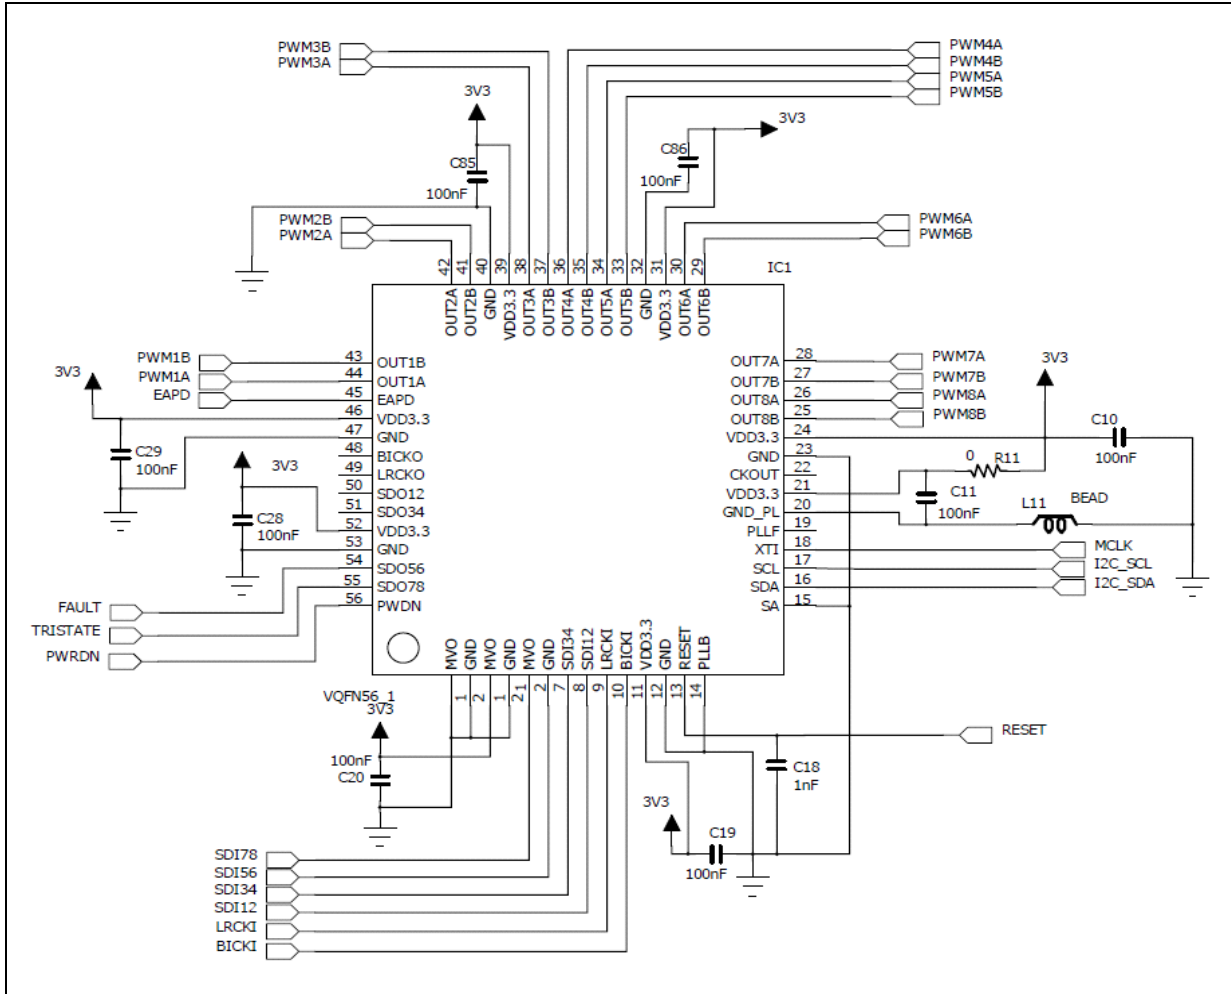 PWM3B
PWM3A
PWM4A
PWM4B
PWM5A
PWM5B
3V3
3V3
C85
100nF
C86
100nF
PWM2B
PWM2A
PWM6A
PWM6B
42 41 40 39 38 37 36 35 34 33 32 31 30 29
IC1
OUT2A OUT2B GND VDD3.3 OUT3A OUT3B OUT4A OUT4B OUT5A OUT5B GND VDD3.3 OUT6A OUT6B
PWM1B 43 OUT1B
PWM1A 44 OUT1A
EAPD 45 EAPD
46 VDD3.3
47 GND
48 BICKO
49 LRCKO
50 SDO12
51 SDO34
52 VDD3.3
53 GND
54 SDO56
55 SDO78
56 PWDN
3V3
C29
100nF
3V3
C28
100nF
FAULT
TRISTATE
PWRDN
OUT7A 28 PWM7A
OUT7B 27 PWM7B
OUT8A 26 PWM8A
OUT8B 25 PWM8B
VDD3.3 24
GND 23
CKOUT 22
VDD3.3 21
GND_PL 20
PLLF 19
XTI 18 MCLK
SCL 17 I2C_SCL
SDA 16 I2C_SDA
SA 15
3V3
C10
100nF
0 R11
C11
100nF
L11 BEAD
MVO GND MVO GND MVO GND SDI34 SDI12 LRCKI BICKI VDD3.3 GND RESET PLLB
1 2 1 2 1 2 7 8 9 10 11 12 13 14
VQFN56_1
3V3
100nF
C20
RESET
C18
1nF
3V3
C19
100nF
SDI78
SDI56
SDI34
SDI12
LRCKI
BICKI